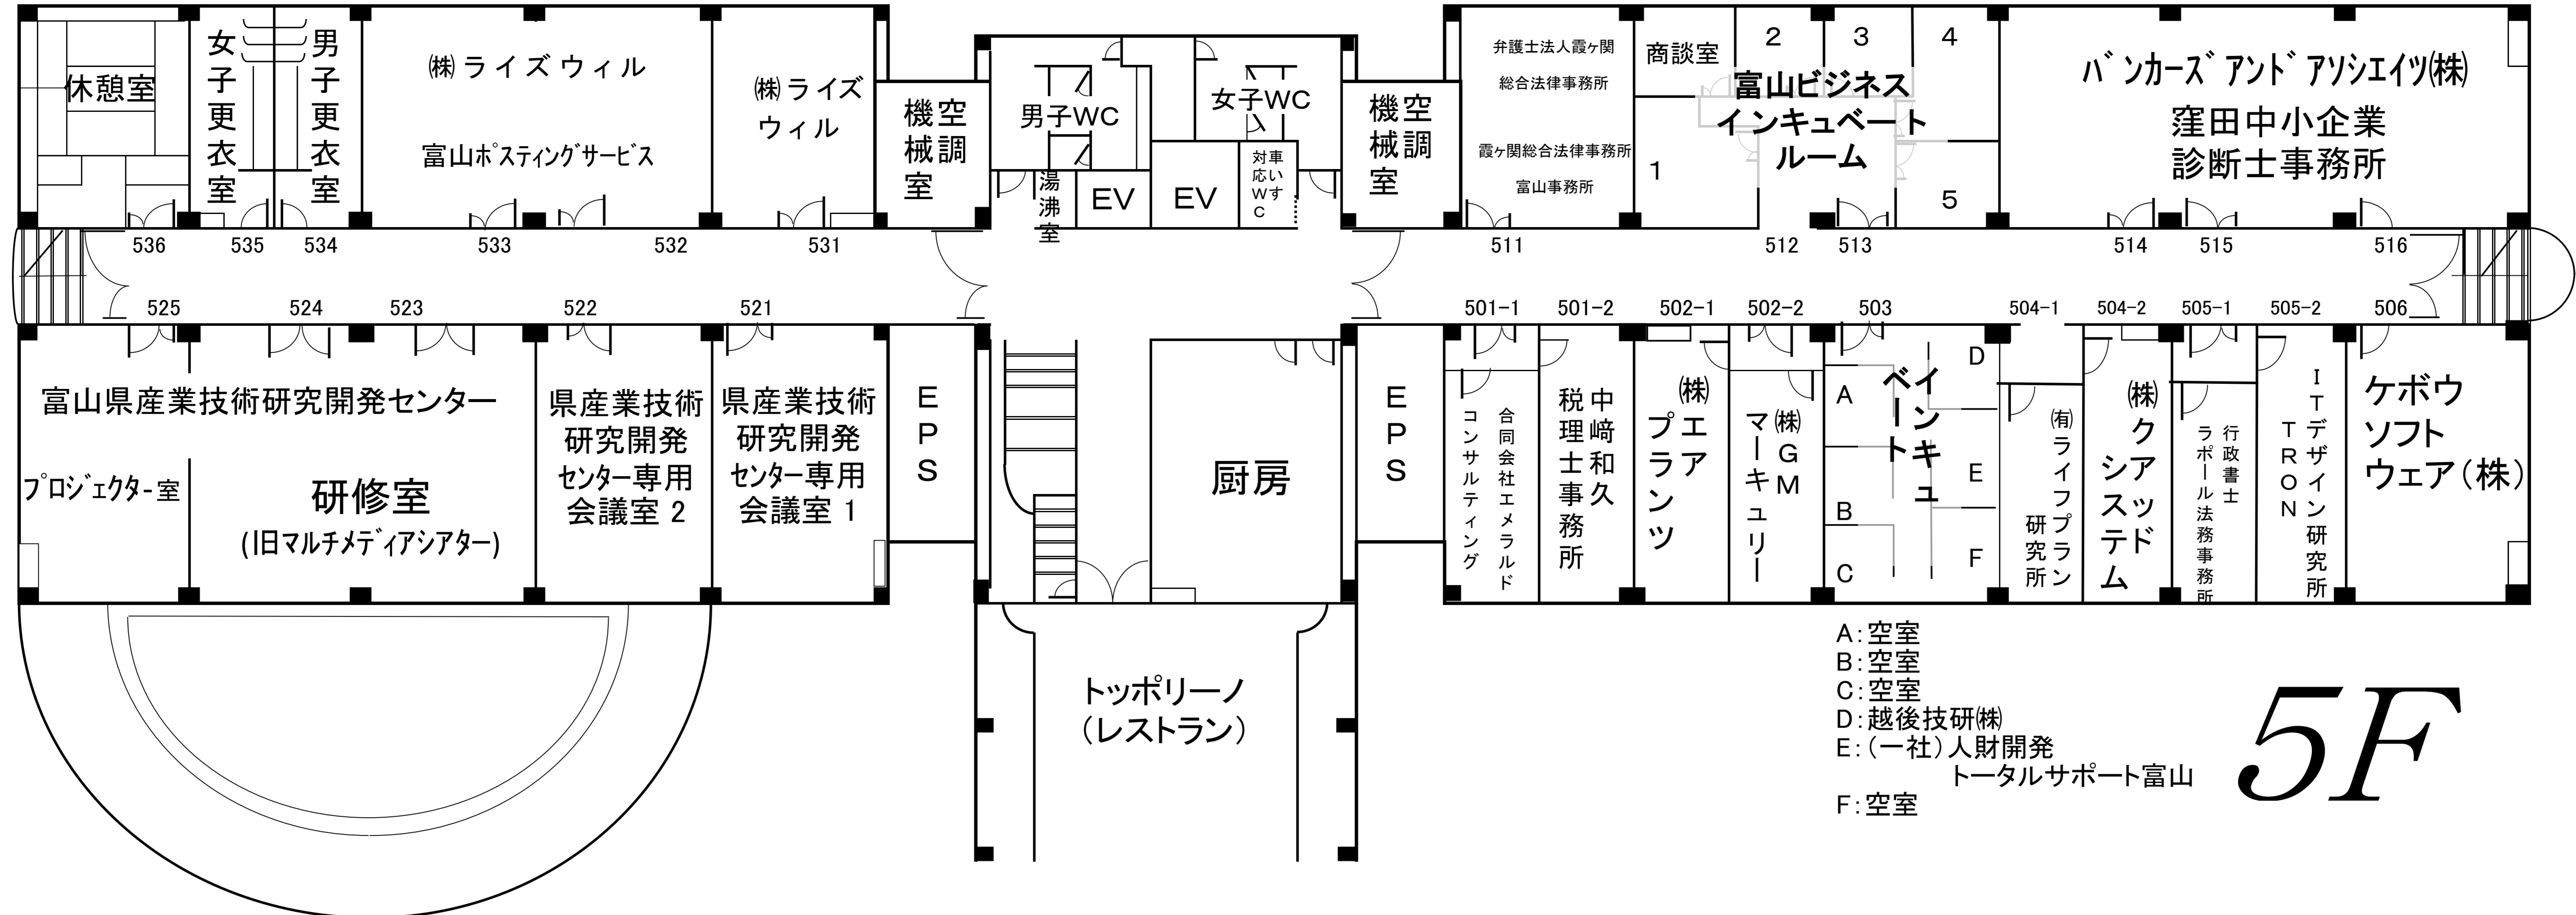 休憩室
女子更衣室
男子更衣室
㈱ライズウィル
富山ポスティングサービス
㈱ライズ
ウィル
空調
機械室
男子WC
湯沸室
EV
EV
女子WC
車いす
対応WC
空調
機械室
弁護士法人霞ヶ関
総合法律事務所
霞ヶ関総合法律事務所
富山事務所
商談室
1
2
3
4
5
富山ビジネス
インキュベート
ルーム
バンカーズアンドアソシエイツ㈱
窪田中小企業
診断士事務所
536
535
534
533
532
531
511
512
513
514
515
516
525
524
523
522
521
501-1
501-2
502-1
502-2
503
504-1
504-2
505-1
505-2
506
富山県産業技術研究開発センター
プロジェクター室
研修室
(旧マルチメディアシアター)
県産業技術
研究開発
センター専用
会議室 2
県産業技術
研究開発
センター専用
会議室 1
EPS
厨房
EPS
合同会社エメラルド
コンサルティング
中﨑和久
税理士事務所
㈱エア
プランツ
㈱GM
マーキュリー
インキュ
ベート
A
B
C
D
E
F
㈲ライフプラン
研究所
㈱クアッド
システム
行政書士
ラポール法務事務所
ITデザイン研究所
TRON
ケボウ
ソフト
ウェア(株)
トッポリーノ
(レストラン)
A:空室
B:空室
C:空室
D:越後技研㈱
E:(一社)人財開発
トータルサポート富山
F:空室
5F